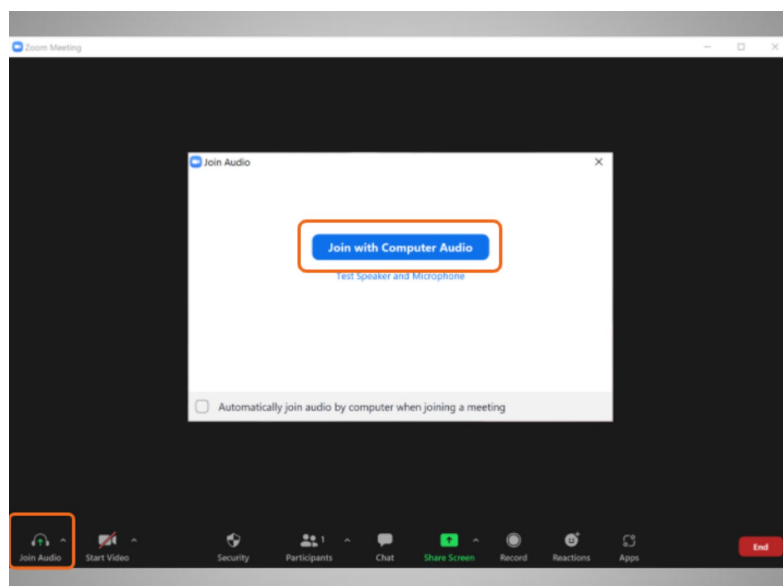 Zoom Meeting
Join Audio
Join with Computer Audio
Test Speaker and Microphone
Automatically join audio by computer when joining a meeting
1
Join Audio
Start Video
Security
Participants
Chat
Share Screen
Record
Reactions
Apps
End